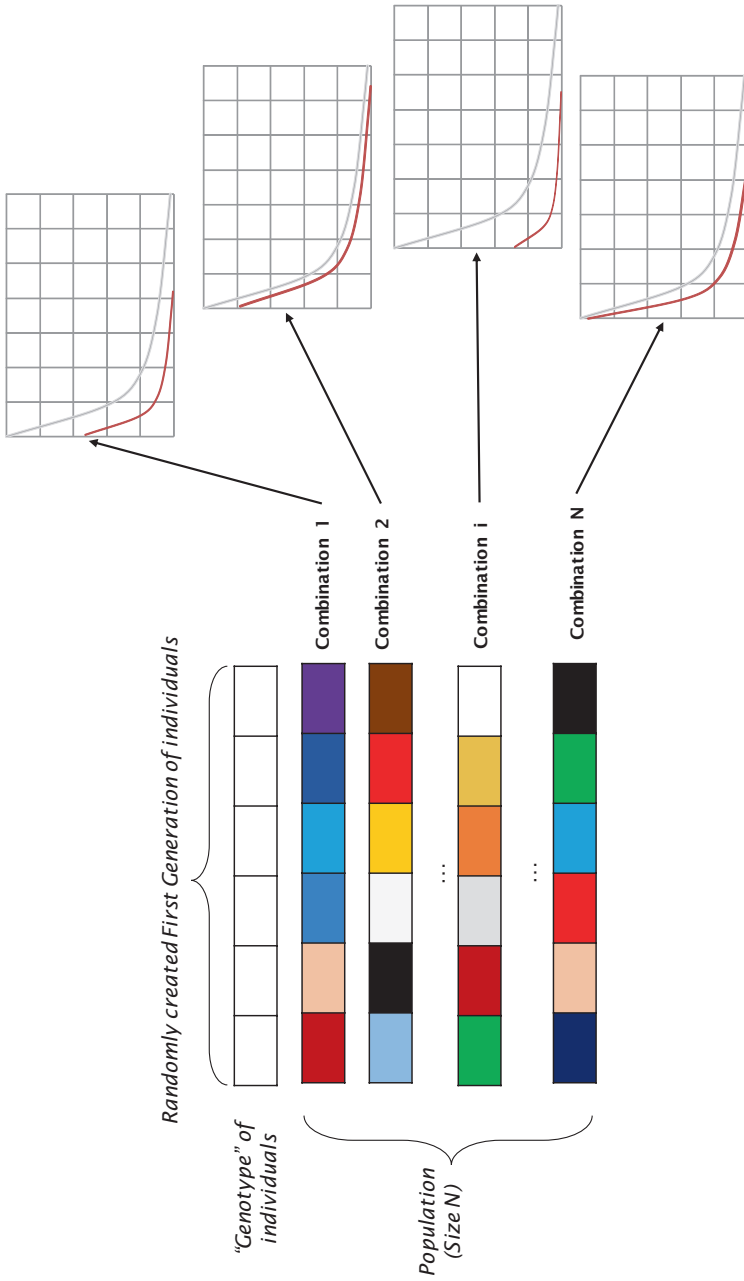 Randomly created First Generation of individuals
“Genotype” of
individuals
Combination 1
Combination 2
...
Combination i
...
Combination N
Population
(Size N)